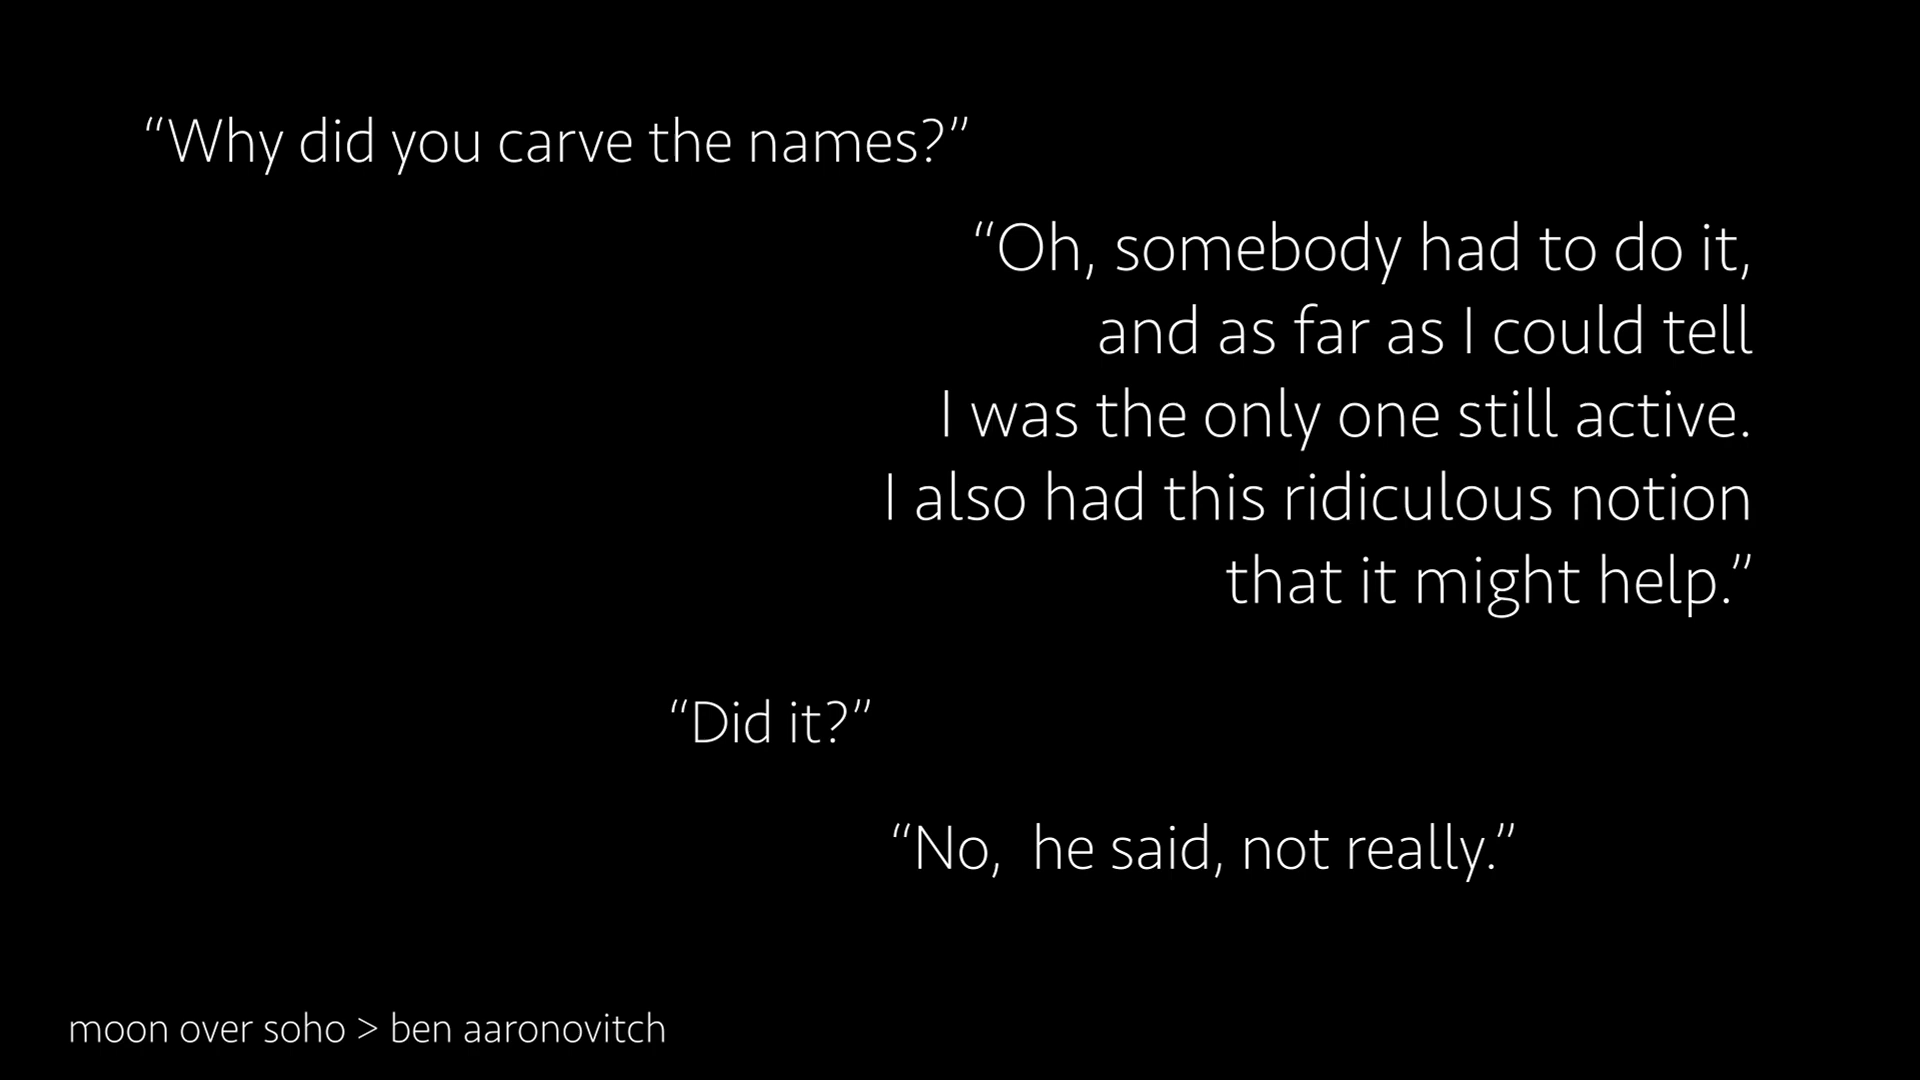 “Why did you carve the names?”
“Oh, somebody had to do it,
and as far as I could tell
I was the only one still active.
I also had this ridiculous notion
that it might help.”
“Did it?”
“No,  he said, not really.”
moon over soho > ben aaronovitch